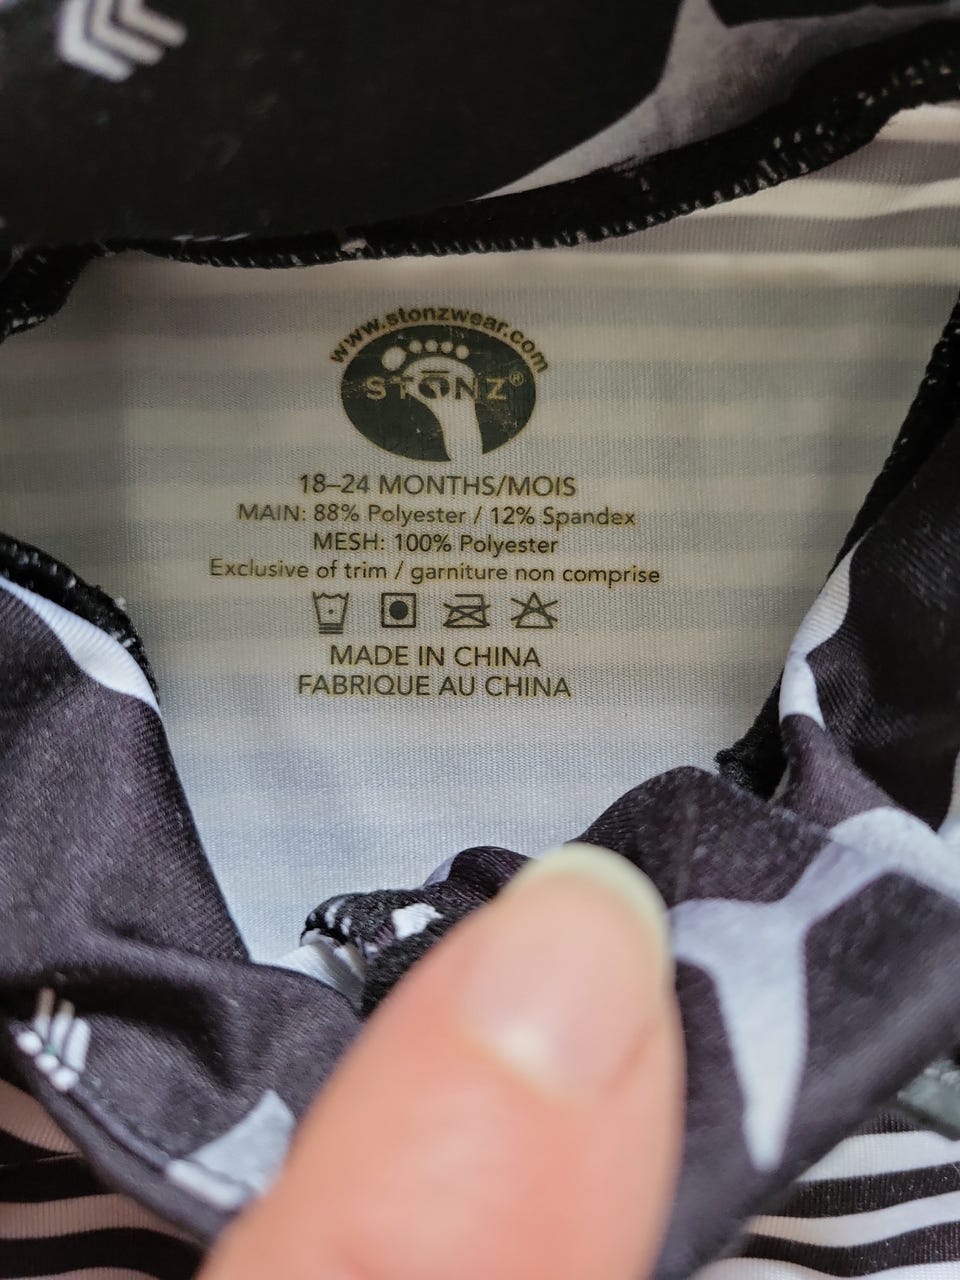 www.stonzwear.com
STŌNZ®
18–24 MONTHS/MOIS
MAIN: 88% Polyester / 12% Spandex
MESH: 100% Polyester
Exclusive of trim / garniture non comprise
MADE IN CHINA
FABRIQUE AU CHINA